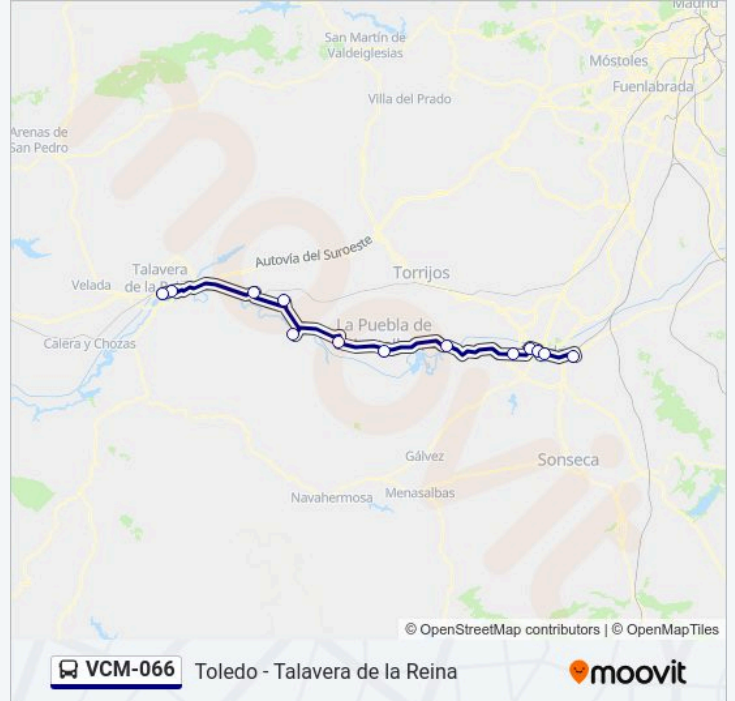 Madrid
San Martín de
Valdeiglesias
Móstoles
Fuenlabrada
Villa del Prado
Arenas de
San Pedro
Autovía del Suroeste
Talavera
de la R
Torrijos
Velada
La Puebla de
Calera y Chozas
Gálvez
Sonseca
Navahermosa
Menasalbas
moovit
© OpenStreetMap contributors | © OpenMapTiles
VCM-066
Toledo - Talavera de la Reina
moovit